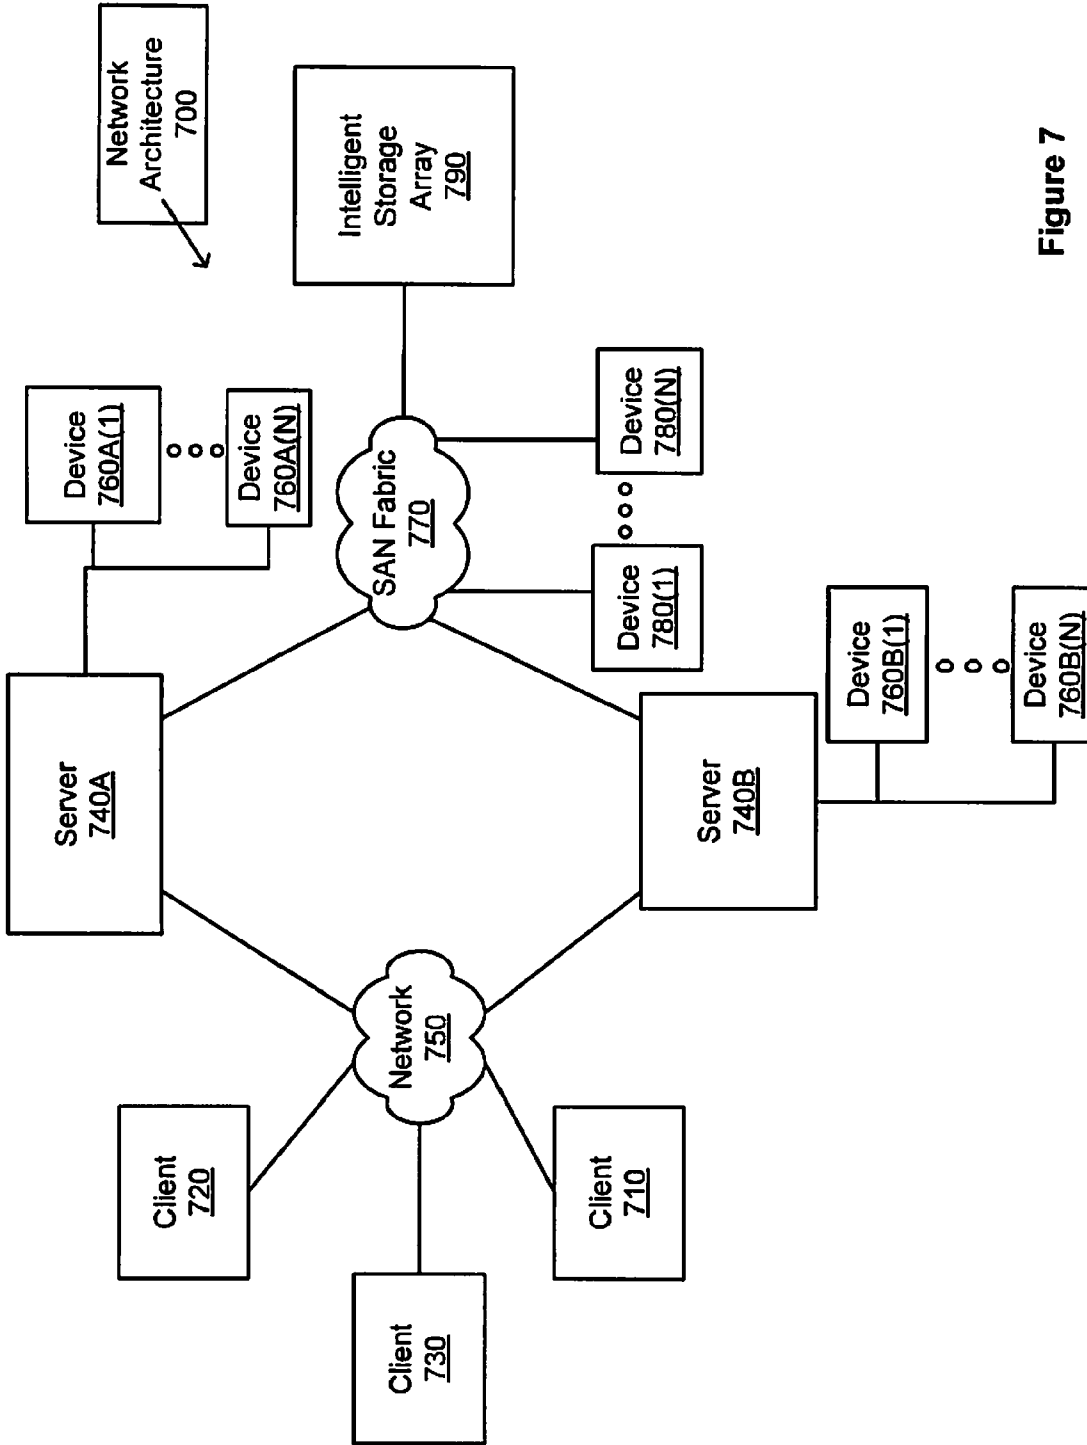 Network
Architecture
700
Device
760A(1)
Device
760A(N)
Server
740A
Intelligent
Storage
Array
790
SAN Fabric
770
Client
720
Network
750
Client
730
Device
780(1)
Device
780(N)
Client
710
Server
740B
Device
760B(1)
Device
760B(N)
Figure 7